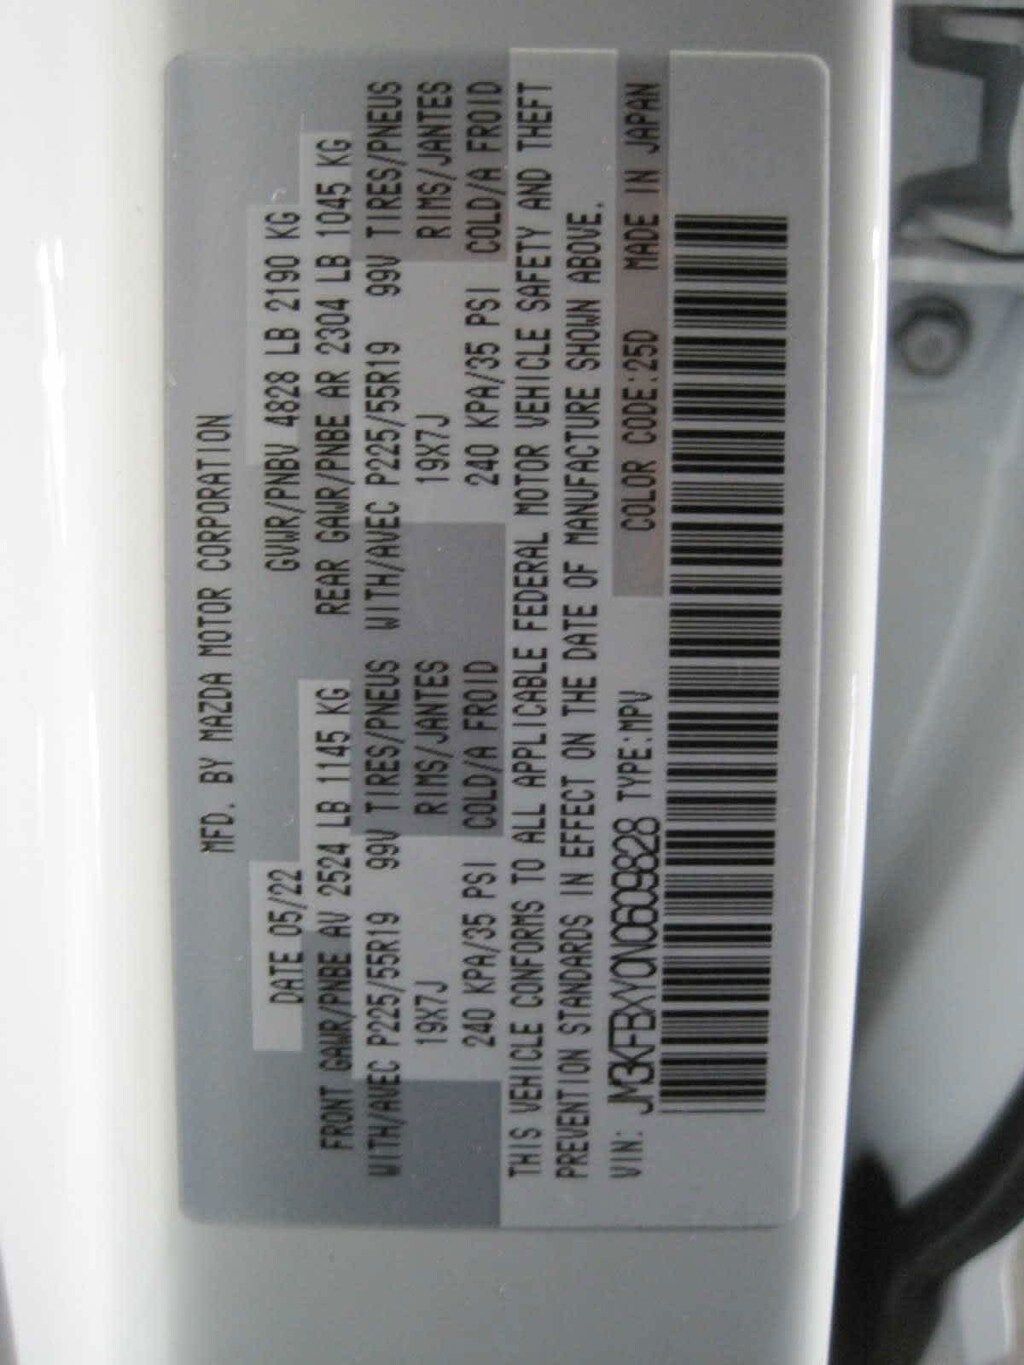 MFD. BY MAZDA MOTOR CORPORATION
DATE 05/22 GVWR/PNBV 4828 LB 2190 KG
FRONT GAWR/PNBE AV 2524 LB 1145 KG REAR GAWR/PNBE AR 2304 LB 1045 KG
WITH/AVEC P225/55R19 99V TIRES/PNEUS WITH/AVEC P225/55R19 99V TIRES/PNEUS
19X7J RIMS/JANTES 19X7J RIMS/JANTES
240 KPA/35 PSI COLD/A FROID 240 KPA/35 PSI COLD/A FROID
THIS VEHICLE CONFORMS TO ALL APPLICABLE FEDERAL MOTOR VEHICLE SAFETY AND THEFT
PREVENTION STANDARDS IN EFFECT ON THE DATE OF MANUFACTURE SHOWN ABOVE.
VIN: JM3KFBXY0N0609828 TYPE:MPV COLOR CODE:25D MADE IN JAPAN